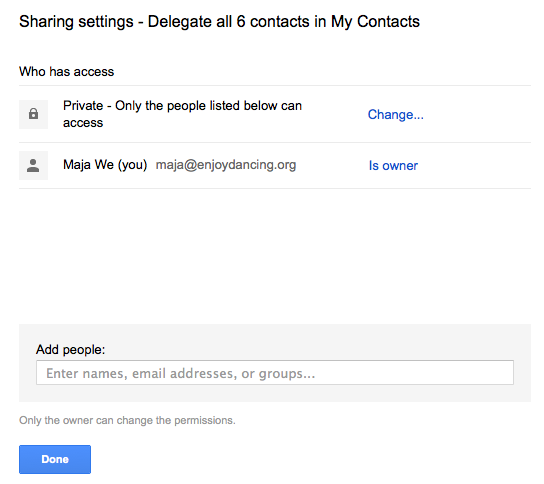 Sharing settings - Delegate all 6 contacts in My Contacts
Who has access
Private - Only the people listed below can
access
Change...
Maja We (you) maja@enjoydancing.org
Is owner
Add people:
Enter names, email addresses, or groups...
Only the owner can change the permissions.
Done